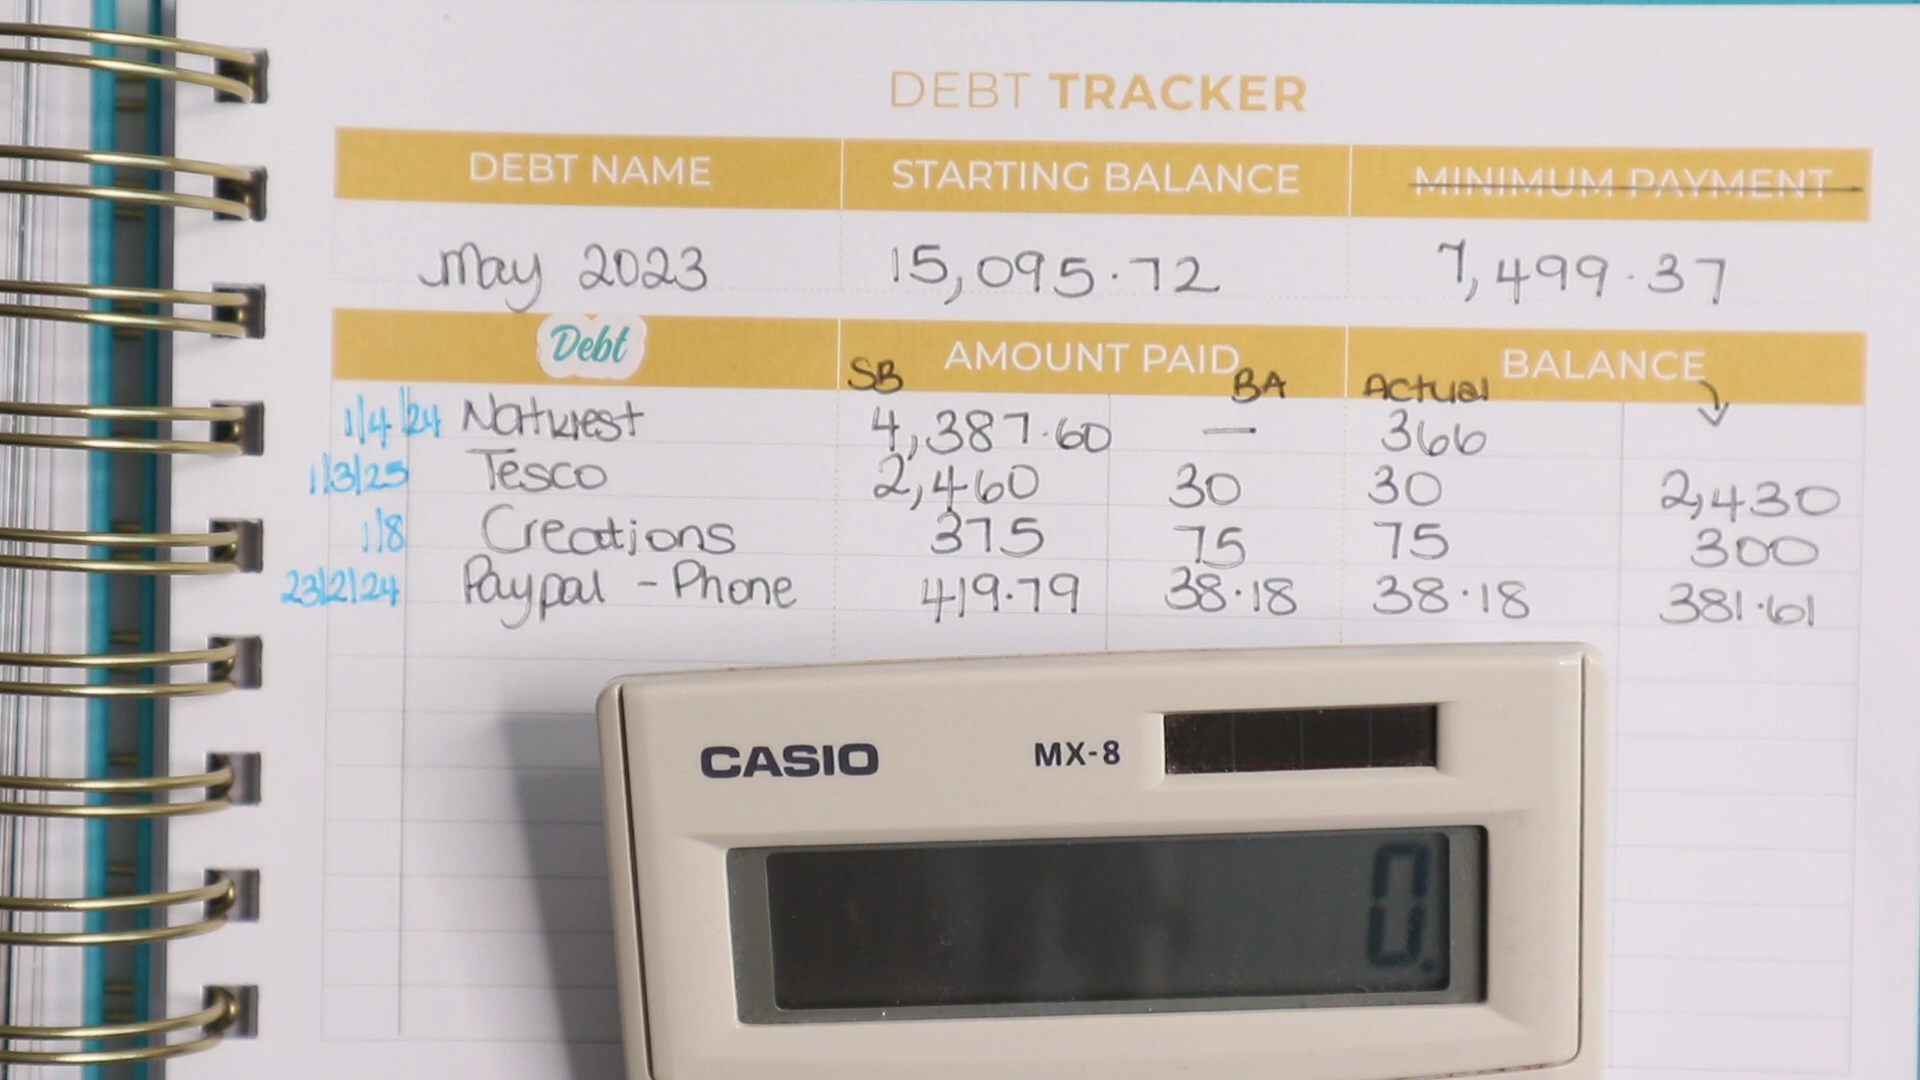 DEBT TRACKER
DEBT NAME STARTING BALANCE MINIMUM PAYMENT
May 2023 15,095.72 7,499.37
Debt AMOUNT PAID BALANCE
SB BA Actual
1/4/24 Natwest 4,387.60 — 366
1/3/25 Tesco 2,460 30 30 2,430
1/8 Creations 375 75 75 300
23/2/24 Paypal - Phone 419.79 38.18 38.18 381.61
CASIO MX-8
0.